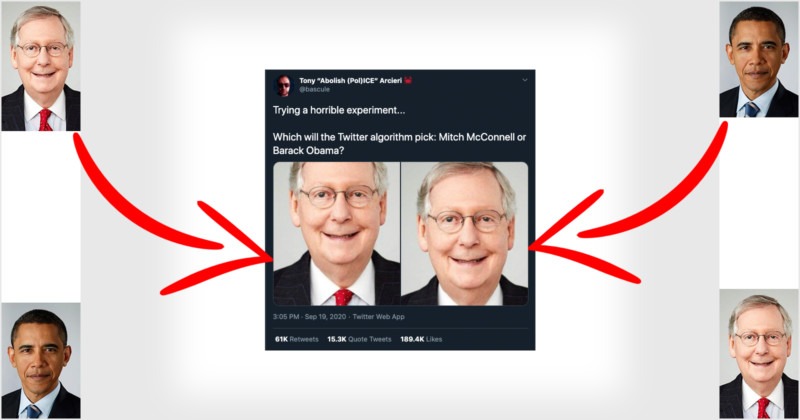 Tony "Abolish (Pol)ICE" Arcieri 🦀
@bascule
Trying a horrible experiment...
Which will the Twitter algorithm pick: Mitch McConnell or
Barack Obama?
3:05 PM · Sep 19, 2020 · Twitter Web App
61K Retweets 15.3K Quote Tweets 189.4K Likes